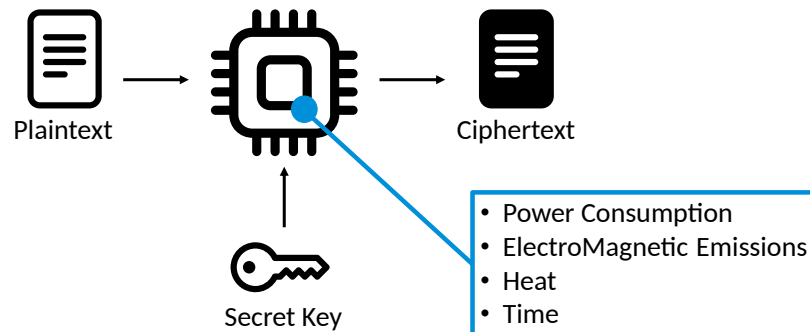 Plaintext
Ciphertext
Secret Key
• Power Consumption
• ElectroMagnetic Emissions
• Heat
• Time